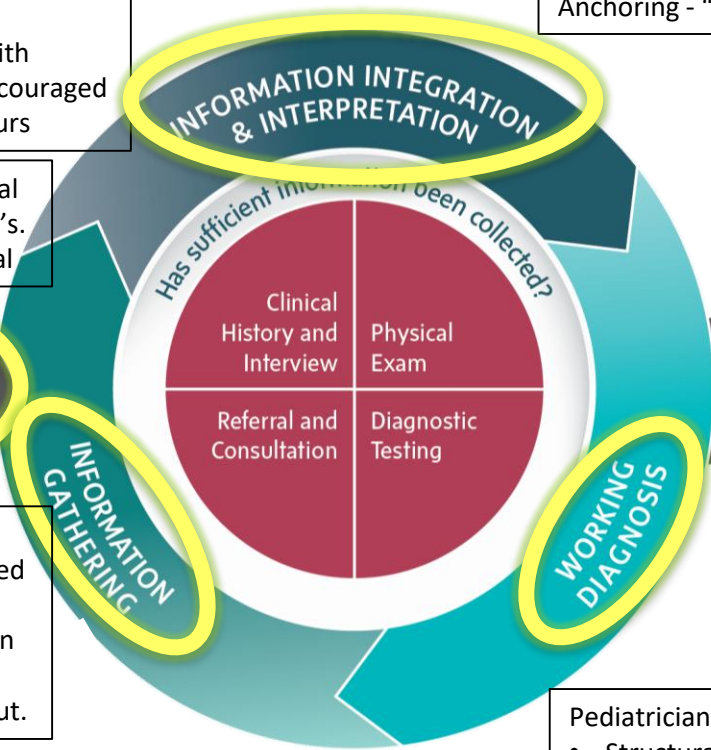 Anchoring - "
ith
couraged
urs
al
's.
al
INFORMATION INTEGRATION
& INTERPRETATION
Has sufficient information been collected?
Clinical
History and
Interview
Physical
Exam
Referral and
Consultation
Diagnostic
Testing
INFORMATION
GATHERING
WORKING
DIAGNOSIS
ed
n
ut.
Pediatrician